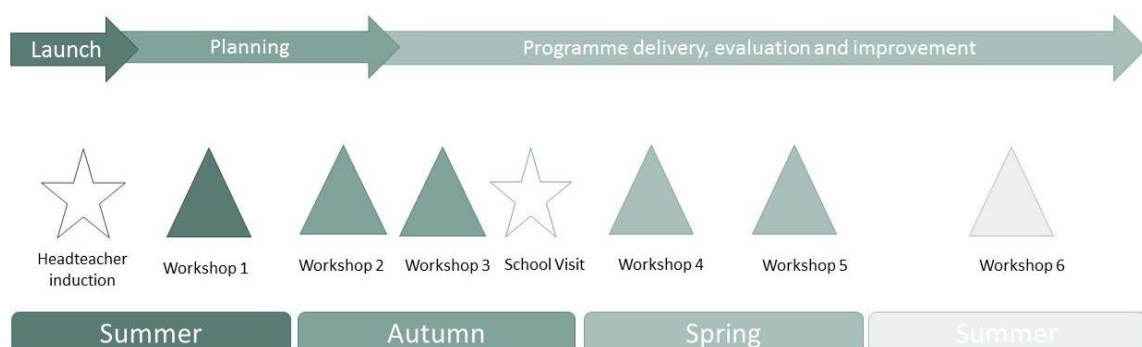 Launch
Planning
Programme delivery, evaluation and improvement
Headteacher
induction
Workshop 1
Workshop 2
Workshop 3
School Visit
Workshop 4
Workshop 5
Workshop 6
Summer
Autumn
Spring
Summer